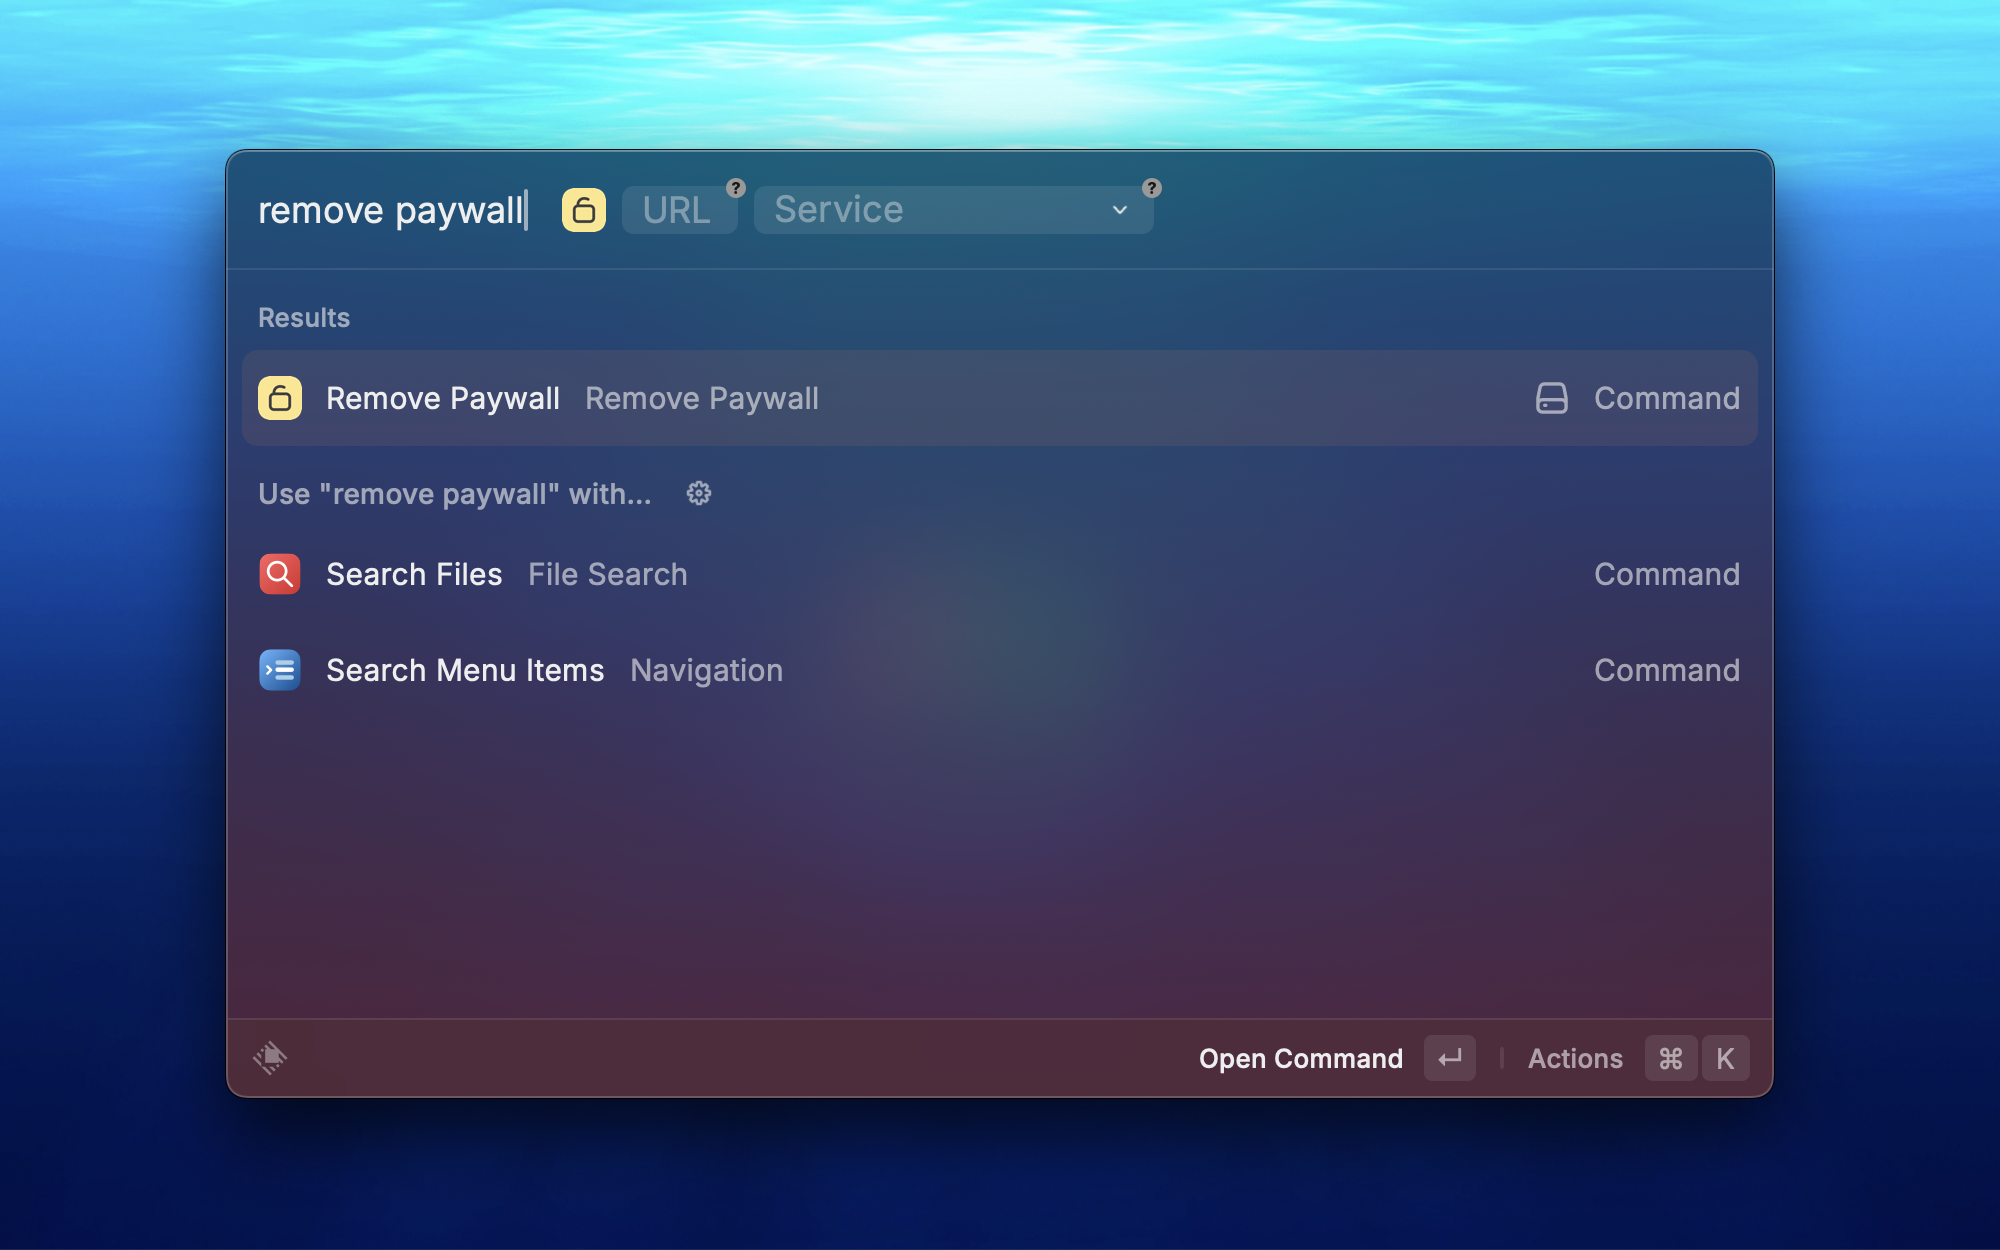 remove paywall URL ? Service ?
Results
Remove Paywall Remove Paywall Command
Use "remove paywall" with...
Search Files File Search Command
Search Menu Items Navigation Command
Open Command ↵ Actions ⌘ K